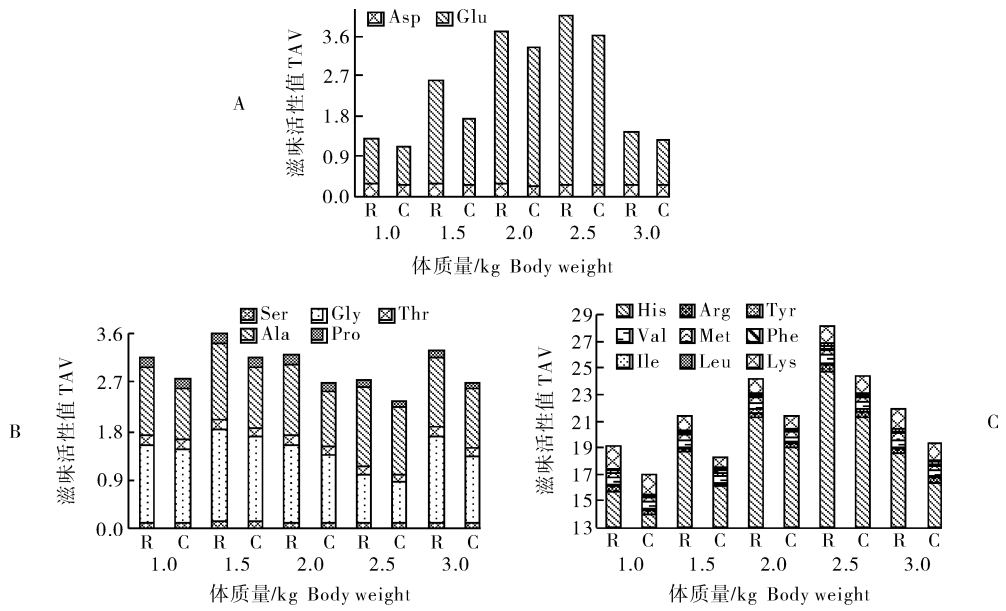 Asp Glu
3.6
2.7
1.8
0.9
0.0
滋味活性值 TAV
A
R C R C R C R C R C
1.0 1.5 2.0 2.5 3.0
体质量/kg Body weight
Ser Gly Thr
Ala Pro
3.6
2.7
1.8
0.9
0.0
滋味活性值 TAV
B
R C R C R C R C R C
1.0 1.5 2.0 2.5 3.0
体质量/kg Body weight
His Arg Tyr
Val Met Phe
Ile Leu Lys
29
27
25
23
21
19
17
15
13
滋味活性值 TAV
C
R C R C R C R C R C
1.0 1.5 2.0 2.5 3.0
体质量/kg Body weight